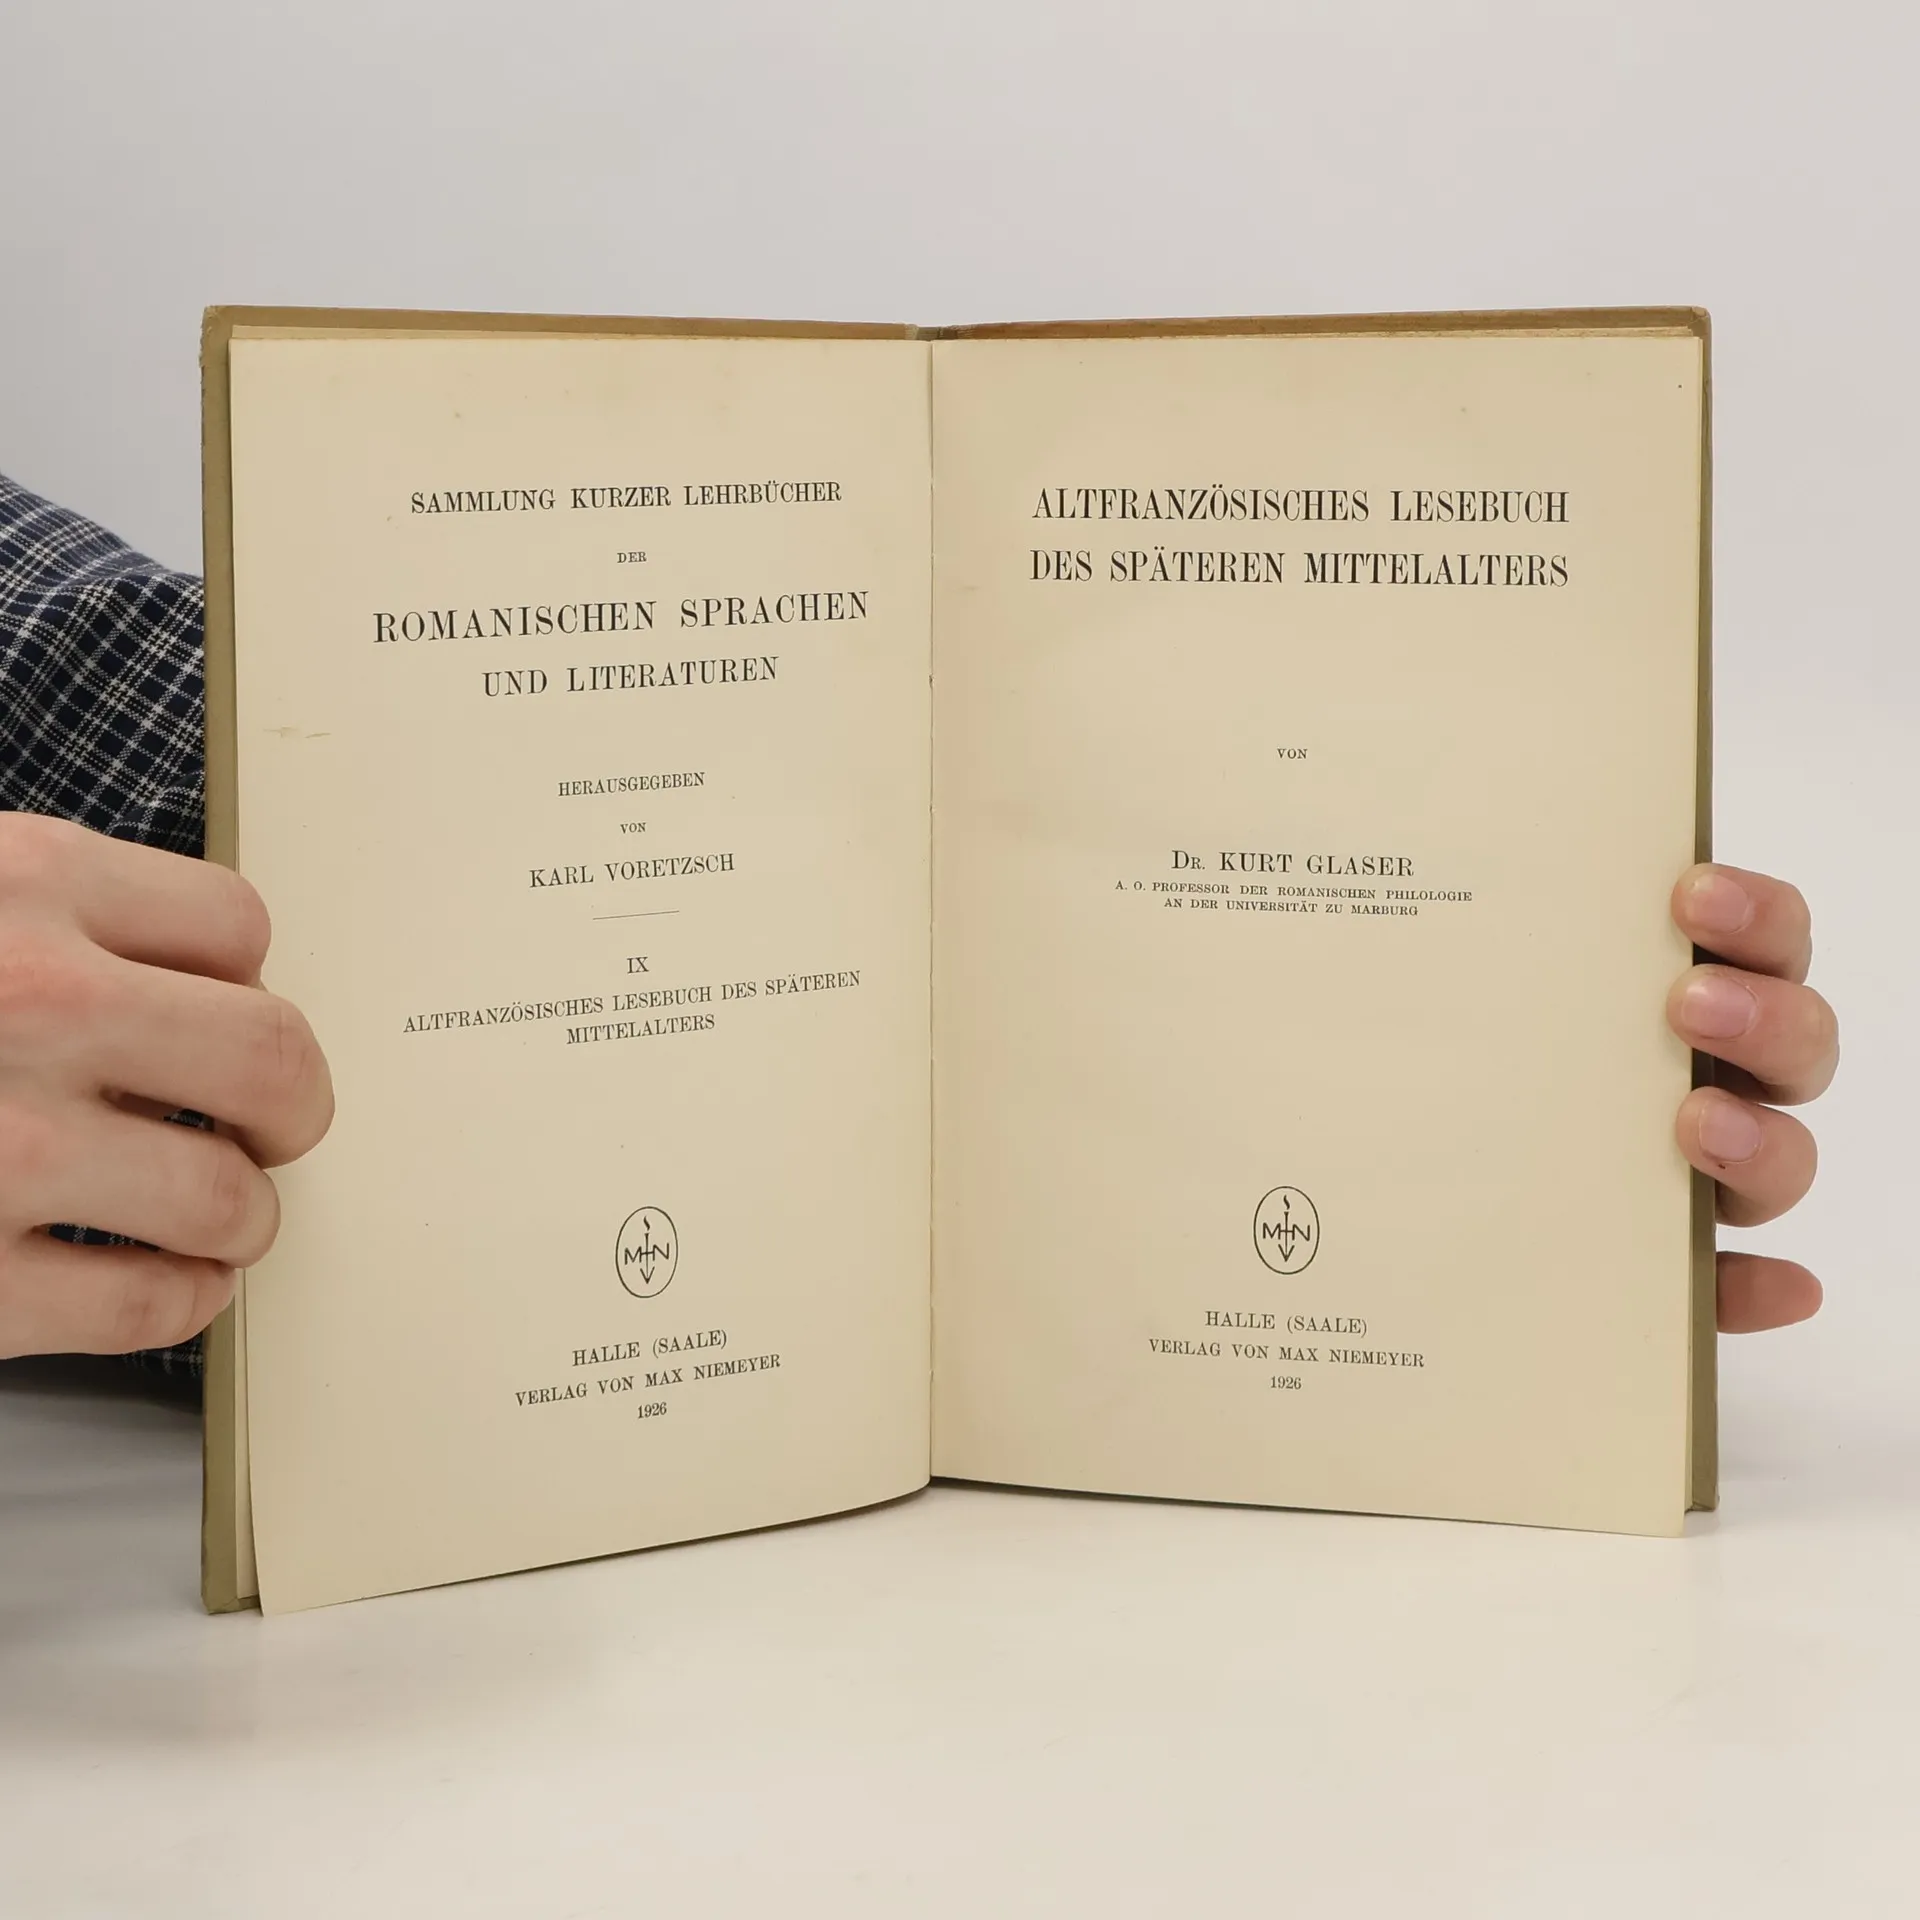 SAMMLUNG KURZER LEHRBÜCHER
DER
ROMANISCHEN SPRACHEN
UND LITERATUREN
HERAUSGEGEBEN
VON
KARL VORETZSCH
IX
ALTFRANZÖSISCHES LESEBUCH DES SPÄTEREN
MITTELALTERS
M N
HALLE (SAALE)
VERLAG VON MAX NIEMEYER
1926
ALTFRANZÖSISCHES LESEBUCH
DES SPÄTEREN MITTELALTERS
VON
DR. KURT GLASER
A. O. PROFESSOR DER ROMANISCHEN PHILOLOGIE
AN DER UNIVERSITÄT ZU MARBURG
M N
HALLE (SAALE)
VERLAG VON MAX NIEMEYER
1926